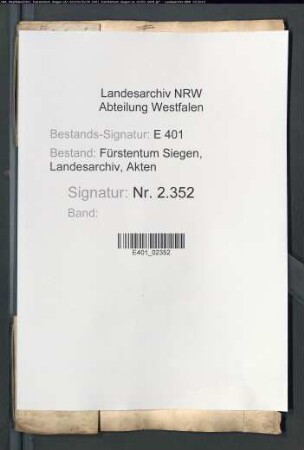 Landesarchiv NRW
Abteilung Westfalen
Bestands-Signatur: E 401
Bestand: Fürstentum Siegen,
Landesarchiv, Akten
Signatur: Nr. 2.352
Band:
E401_02352